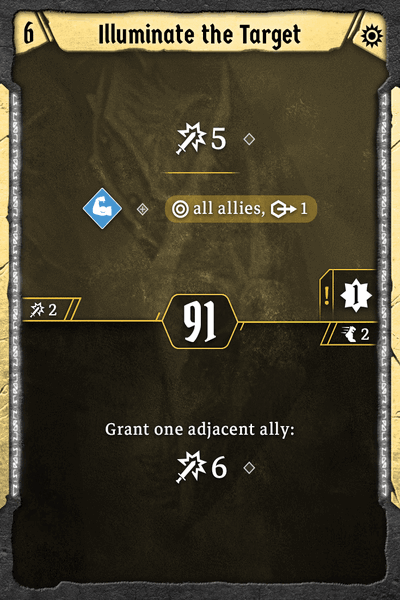 6 Illuminate the Target
5
all allies, 1
2
91
! 1
2
Grant one adjacent ally:
6